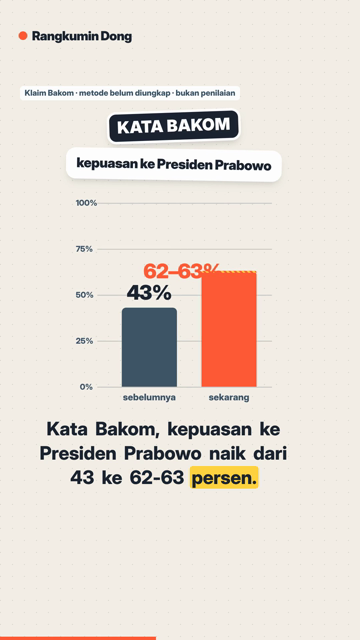 Rangkumin Dong
Klaim Bakom · metode belum diungkap · bukan penilaian
KATA BAKOM
kepuasan ke Presiden Prabowo
100%
75%
62–63%
50%
43%
25%
0%
sebelumnya
sekarang
Kata Bakom, kepuasan ke
Presiden Prabowo naik dari
43 ke 62-63 persen.